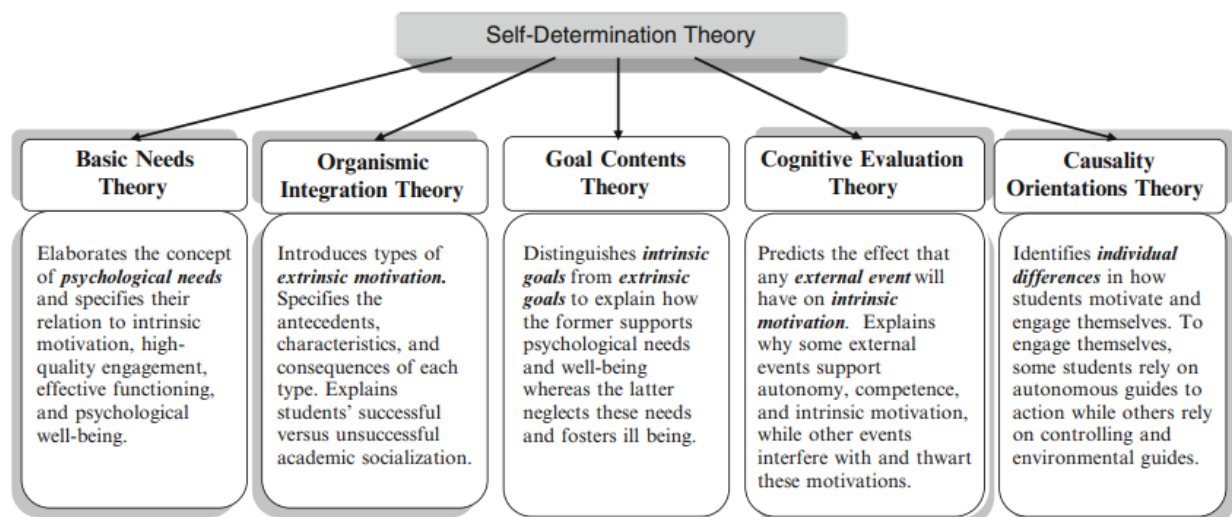 Self-Determination Theory
Basic Needs
Theory
Elaborates the concept
of psychological needs
and specifies their
relation to intrinsic
motivation, high-
quality engagement,
effective functioning,
and psychological
well-being.
Organismic
Integration Theory
Introduces types of
extrinsic motivation.
Specifies the
antecedents,
characteristics, and
consequences of each
type. Explains
students’ successful
versus unsuccessful
academic socialization.
Goal Contents
Theory
Distinguishes intrinsic
goals from extrinsic
goals to explain how
the former supports
psychological needs
and well-being
whereas the latter
neglects these needs
and fosters ill being.
Cognitive Evaluation
Theory
Predicts the effect that
any external event will
have on intrinsic
motivation. Explains
why some external
events support
autonomy, competence,
and intrinsic motivation,
while other events
interfere with and thwart
these motivations.
Causality
Orientations Theory
Identifies individual
differences in how
students motivate and
engage themselves. To
engage themselves,
some students rely on
autonomous guides to
action while others rely
on controlling and
environmental guides.